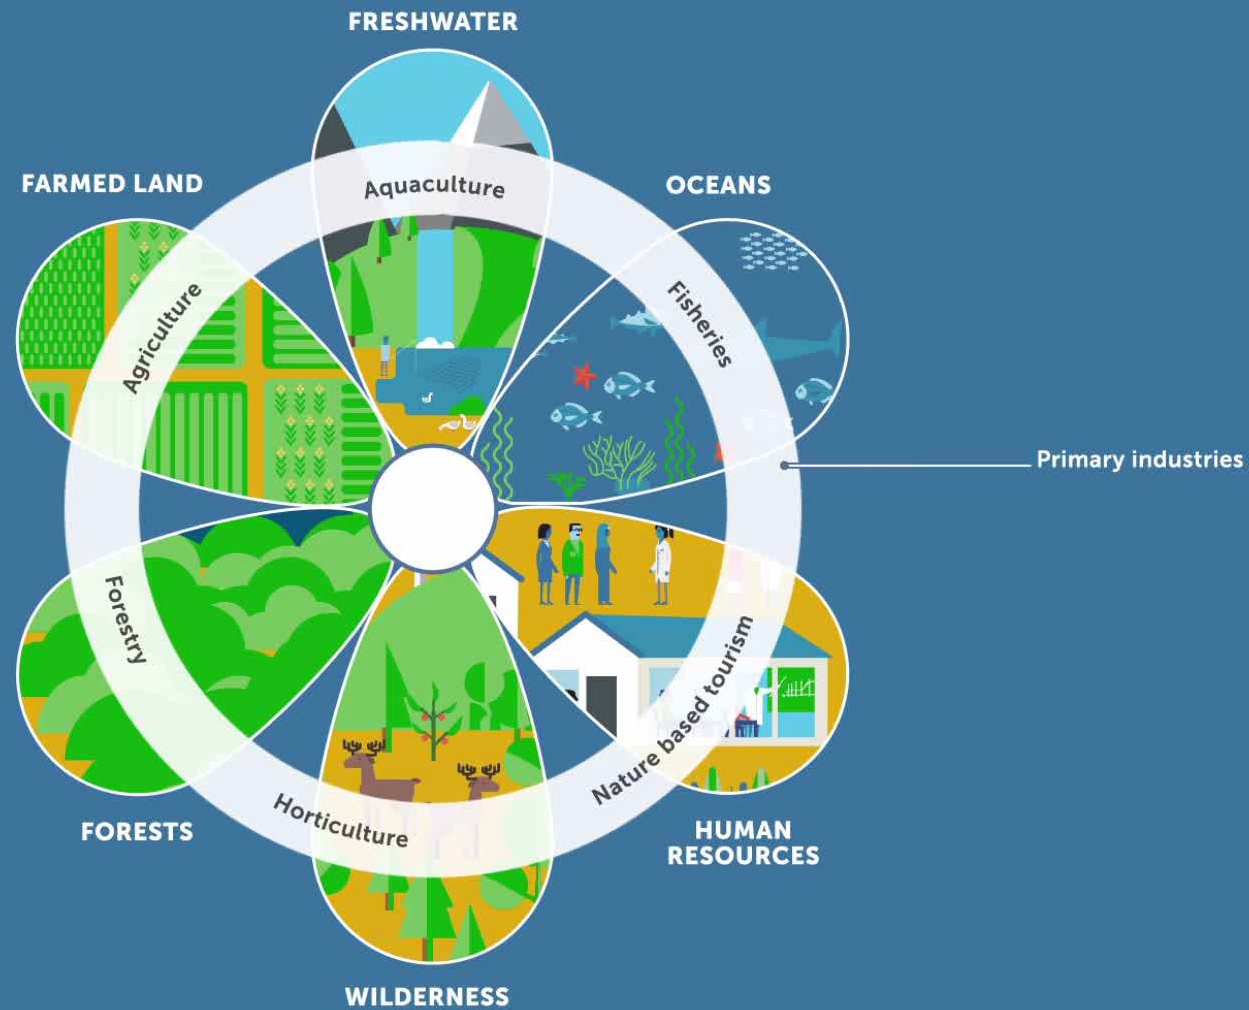 FRESHWATER
FARMED LAND
OCEANS
Aquaculture
Agriculture
Fisheries
Primary industries
Forestry
Nature based tourism
Horticulture
FORESTS
HUMAN
RESOURCES
WILDERNESS